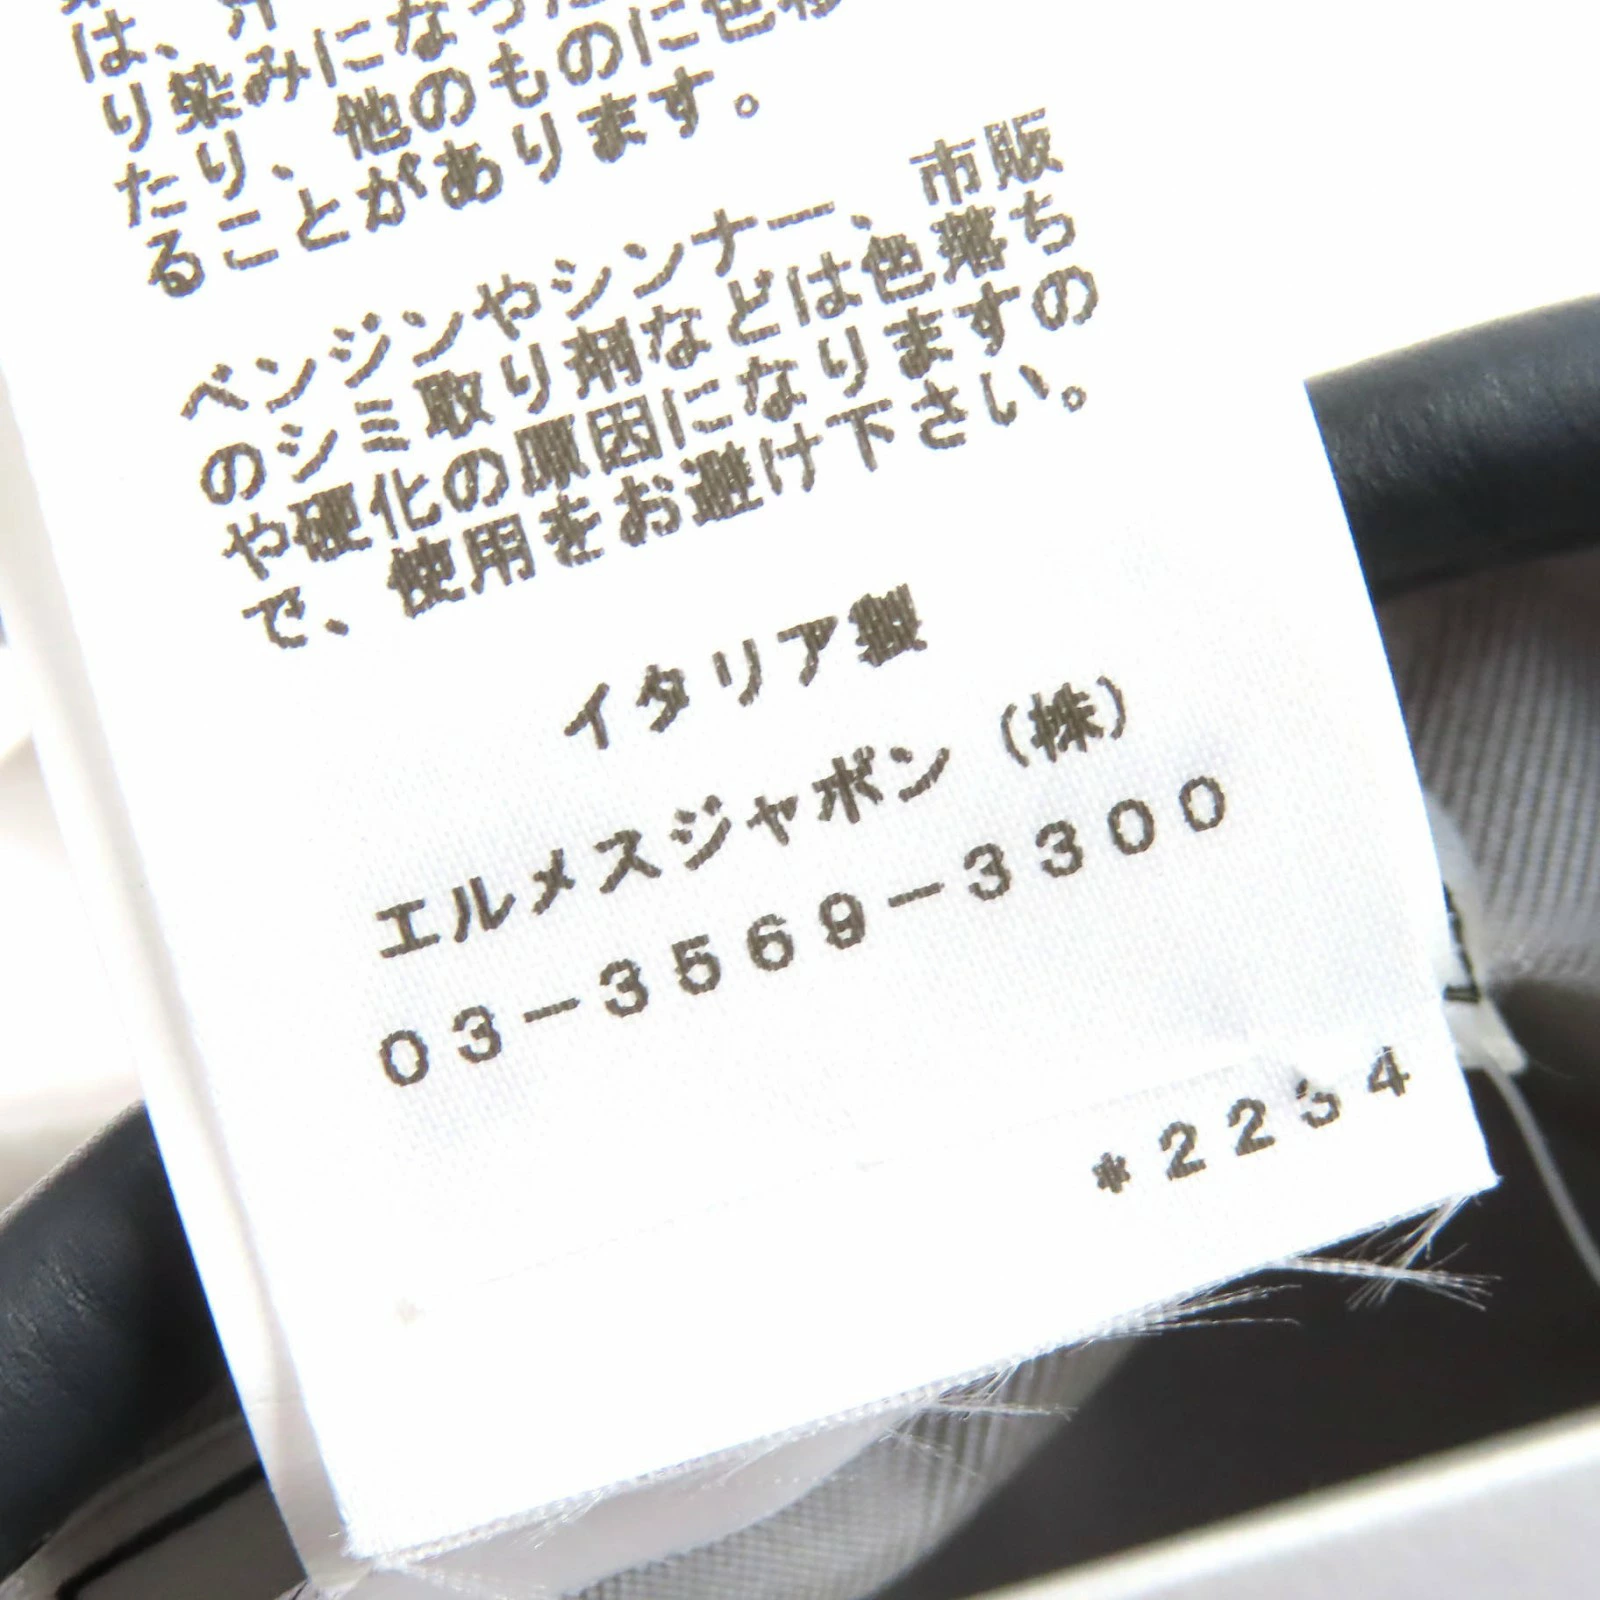 は、汗
り染みになった
たり、他のものに色移
ることがあります。
ベンジンやシンナー、市販
のシミ取り剤などは色落ち
や硬化の原因になりますの
で、使用をお避け下さい。
イタリア製
エルメスジャポン（株）
03-3569-3300
*2234